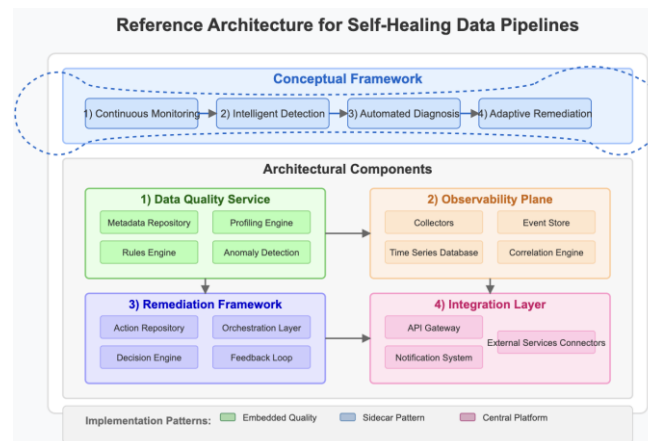 Reference Architecture for Self-Healing Data Pipelines
Conceptual Framework
1) Continuous Monitoring
2) Intelligent Detection
3) Automated Diagnosis
4) Adaptive Remediation
Architectural Components
1) Data Quality Service
Metadata Repository
Profiling Engine
Rules Engine
Anomaly Detection
2) Observability Plane
Collectors
Event Store
Time Series Database
Correlation Engine
3) Remediation Framework
Action Repository
Orchestration Layer
Decision Engine
Feedback Loop
4) Integration Layer
API Gateway
External Services Connectors
Notification System
Implementation Patterns:
Embedded Quality
Sidecar Pattern
Central Platform